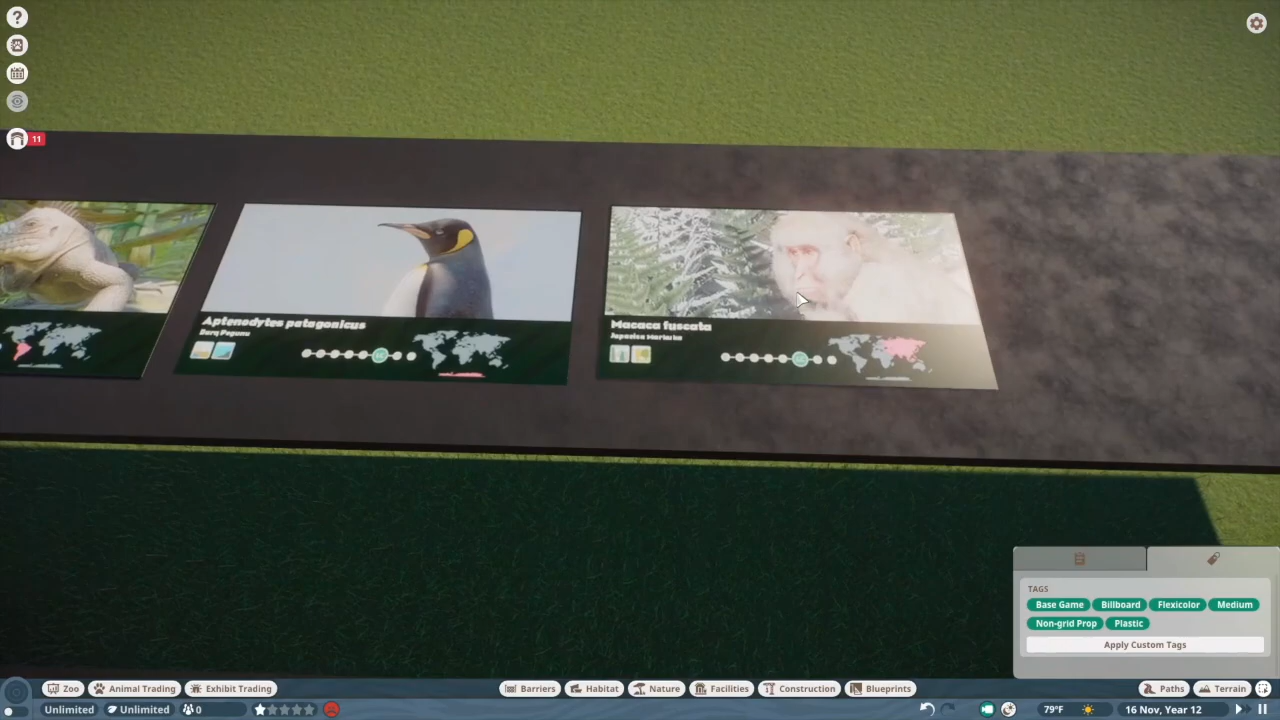 ?
11
Aptenodytes patagonicus
Macaca fuscata
TAGS
Base Game
Billboard
Flexicolor
Medium
Non-grid Prop
Plastic
Apply Custom Tags
Zoo
Animal Trading
Exhibit Trading
Barriers
Habitat
Nature
Facilities
Construction
Blueprints
Paths
Terrain
Unlimited
Unlimited
0
79°F
16 Nov, Year 12